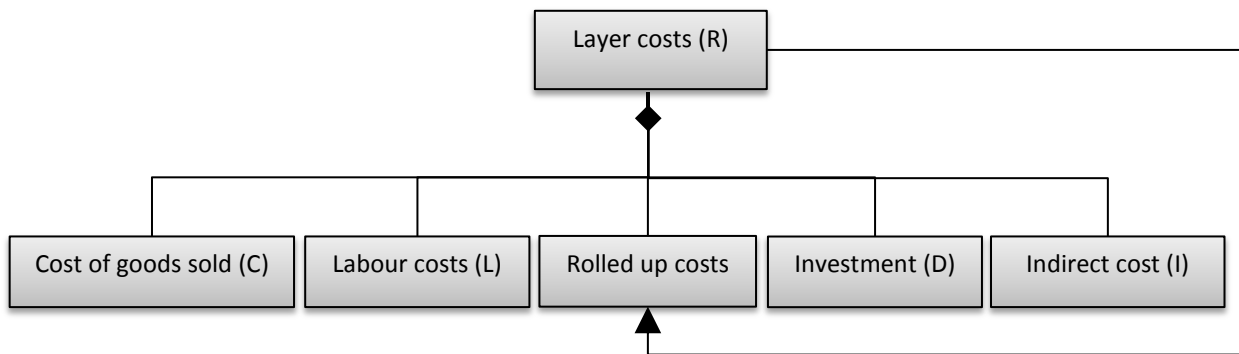 Layer costs (R)
Cost of goods sold (C)
Labour costs (L)
Rolled up costs
Investment (D)
Indirect cost (I)